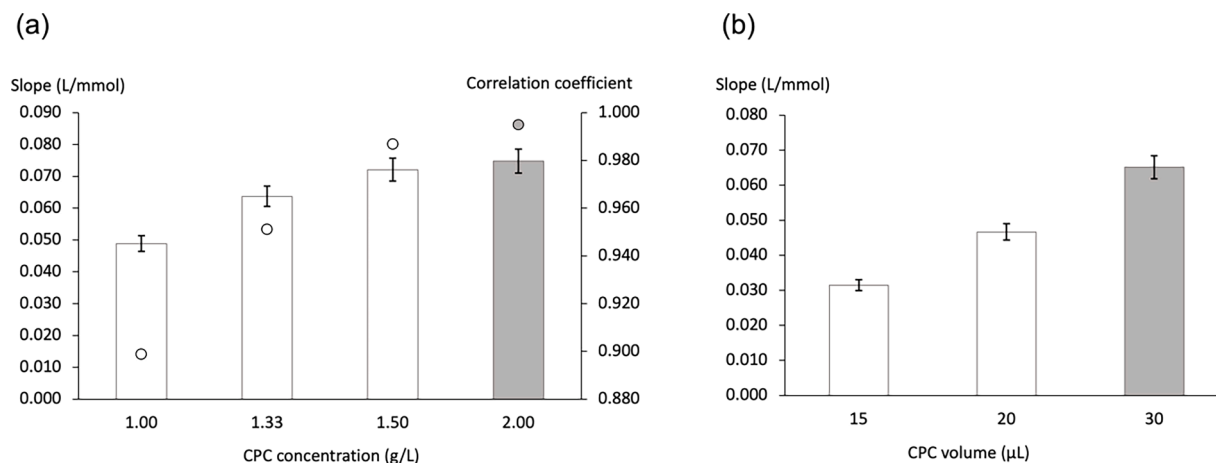 (a)
Slope (L/mmol)
Correlation coefficient
0.090
0.080
0.070
0.060
0.050
0.040
0.030
0.020
0.010
0.000
1.000
0.980
0.960
0.940
0.920
0.900
0.880
1.00 1.33 1.50 2.00
CPC concentration (g/L)
(b)
Slope (L/mmol)
0.080
0.070
0.060
0.050
0.040
0.030
0.020
0.010
0.000
15 20 30
CPC volume (µL)